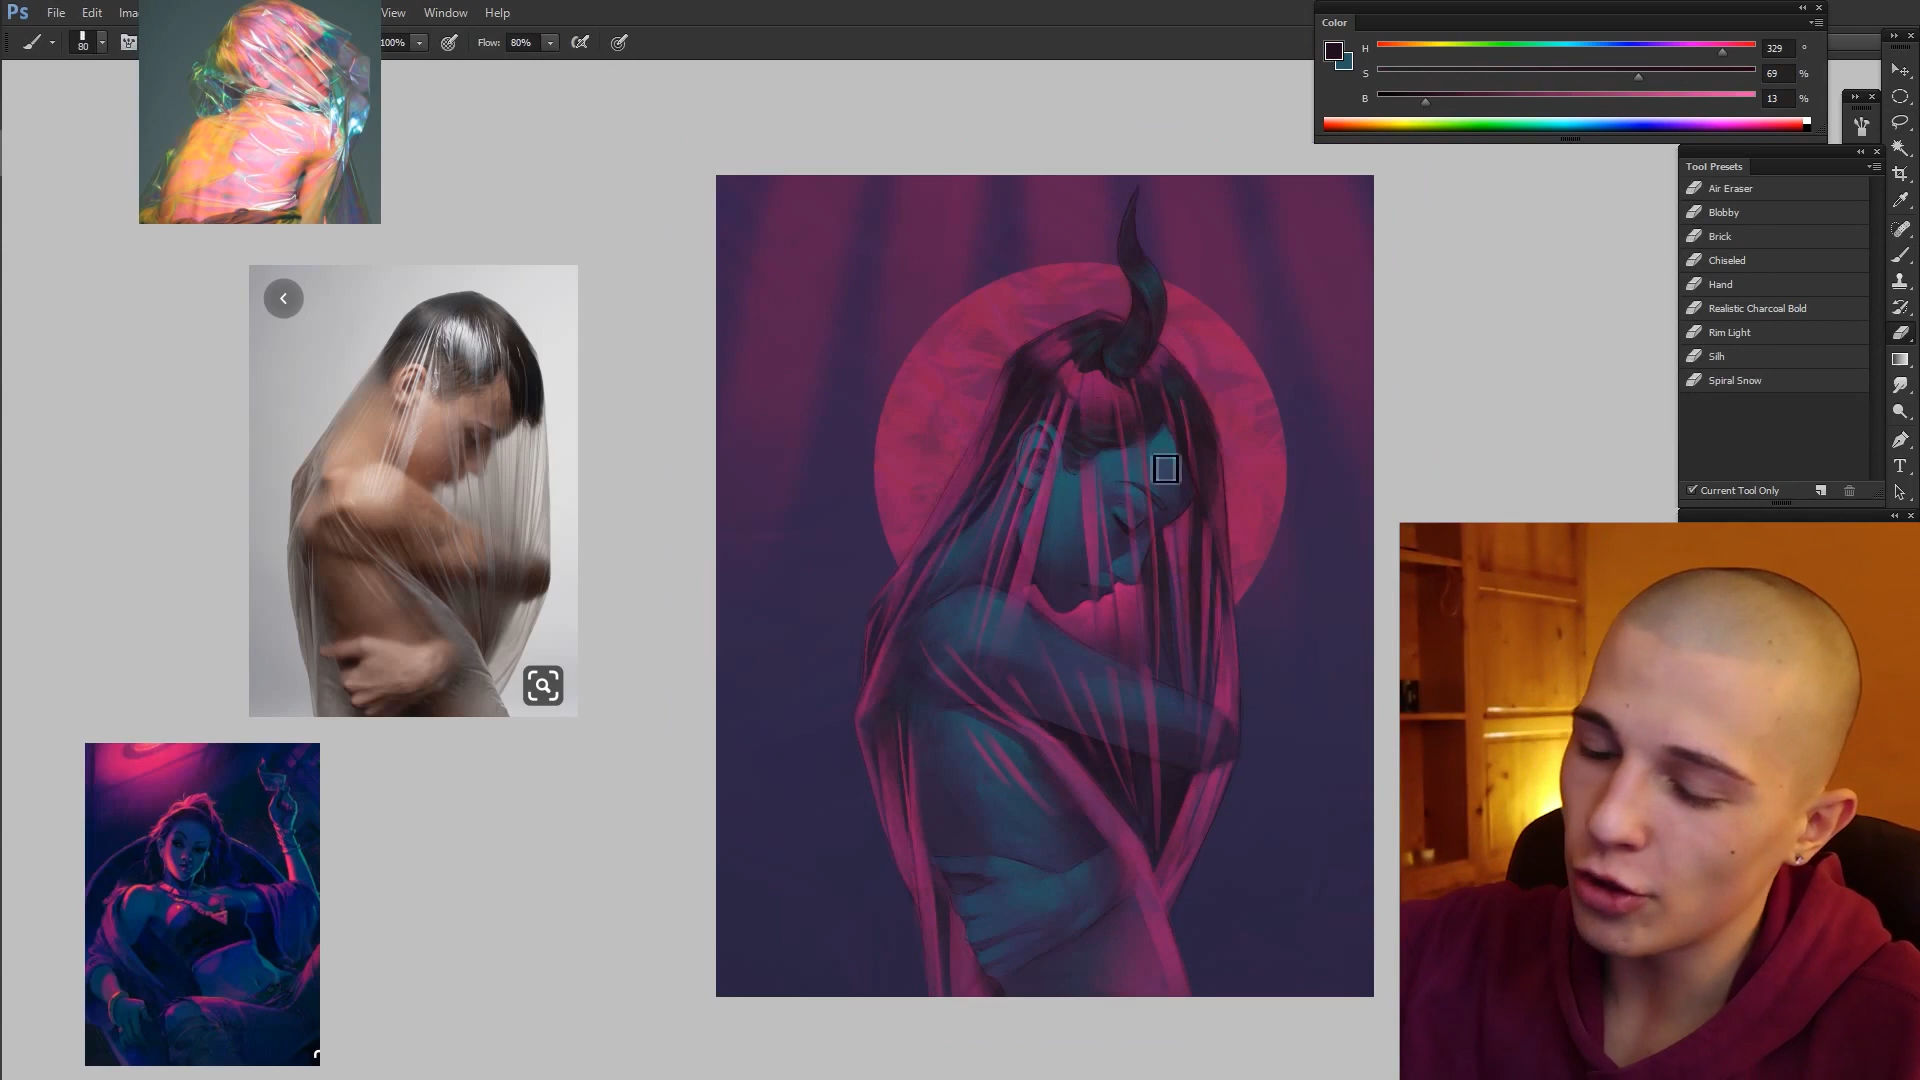 Ps File Edit Ima View Window Help
80 100% Flow: 80%
Color
H 329 °
S 69 %
B 13 %
Tool Presets
Air Eraser
Blobby
Brick
Chiseled
Hand
Realistic Charcoal Bold
Rim Light
Silh
Spiral Snow
Current Tool Only
T